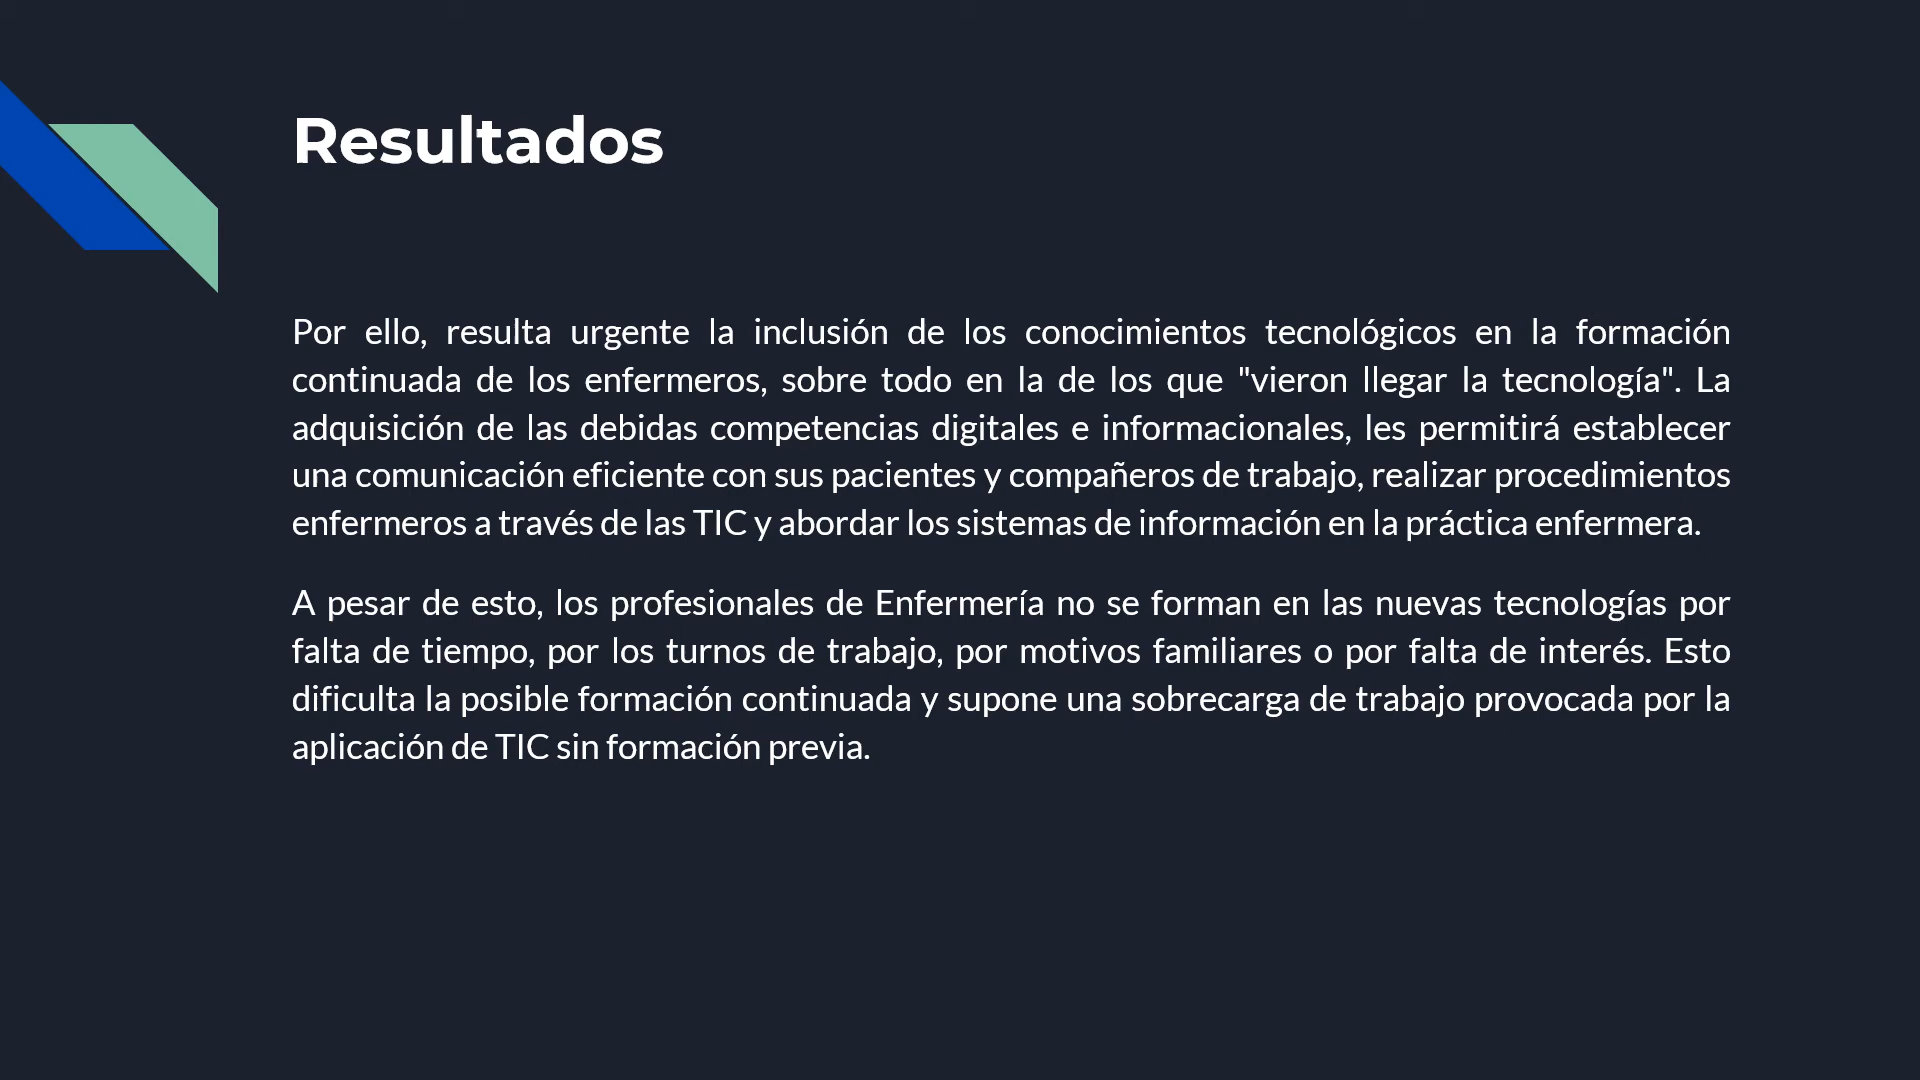 Resultados
Por ello, resulta urgente la inclusión de los conocimientos tecnológicos en la formación
continuada de los enfermeros, sobre todo en la de los que "vieron llegar la tecnología". La
adquisición de las debidas competencias digitales e informacionales, les permitirá establecer
una comunicación eficiente con sus pacientes y compañeros de trabajo, realizar procedimientos
enfermeros a través de las TIC y abordar los sistemas de información en la práctica enfermera.
A pesar de esto, los profesionales de Enfermería no se forman en las nuevas tecnologías por
falta de tiempo, por los turnos de trabajo, por motivos familiares o por falta de interés. Esto
dificulta la posible formación continuada y supone una sobrecarga de trabajo provocada por la
aplicación de TIC sin formación previa.